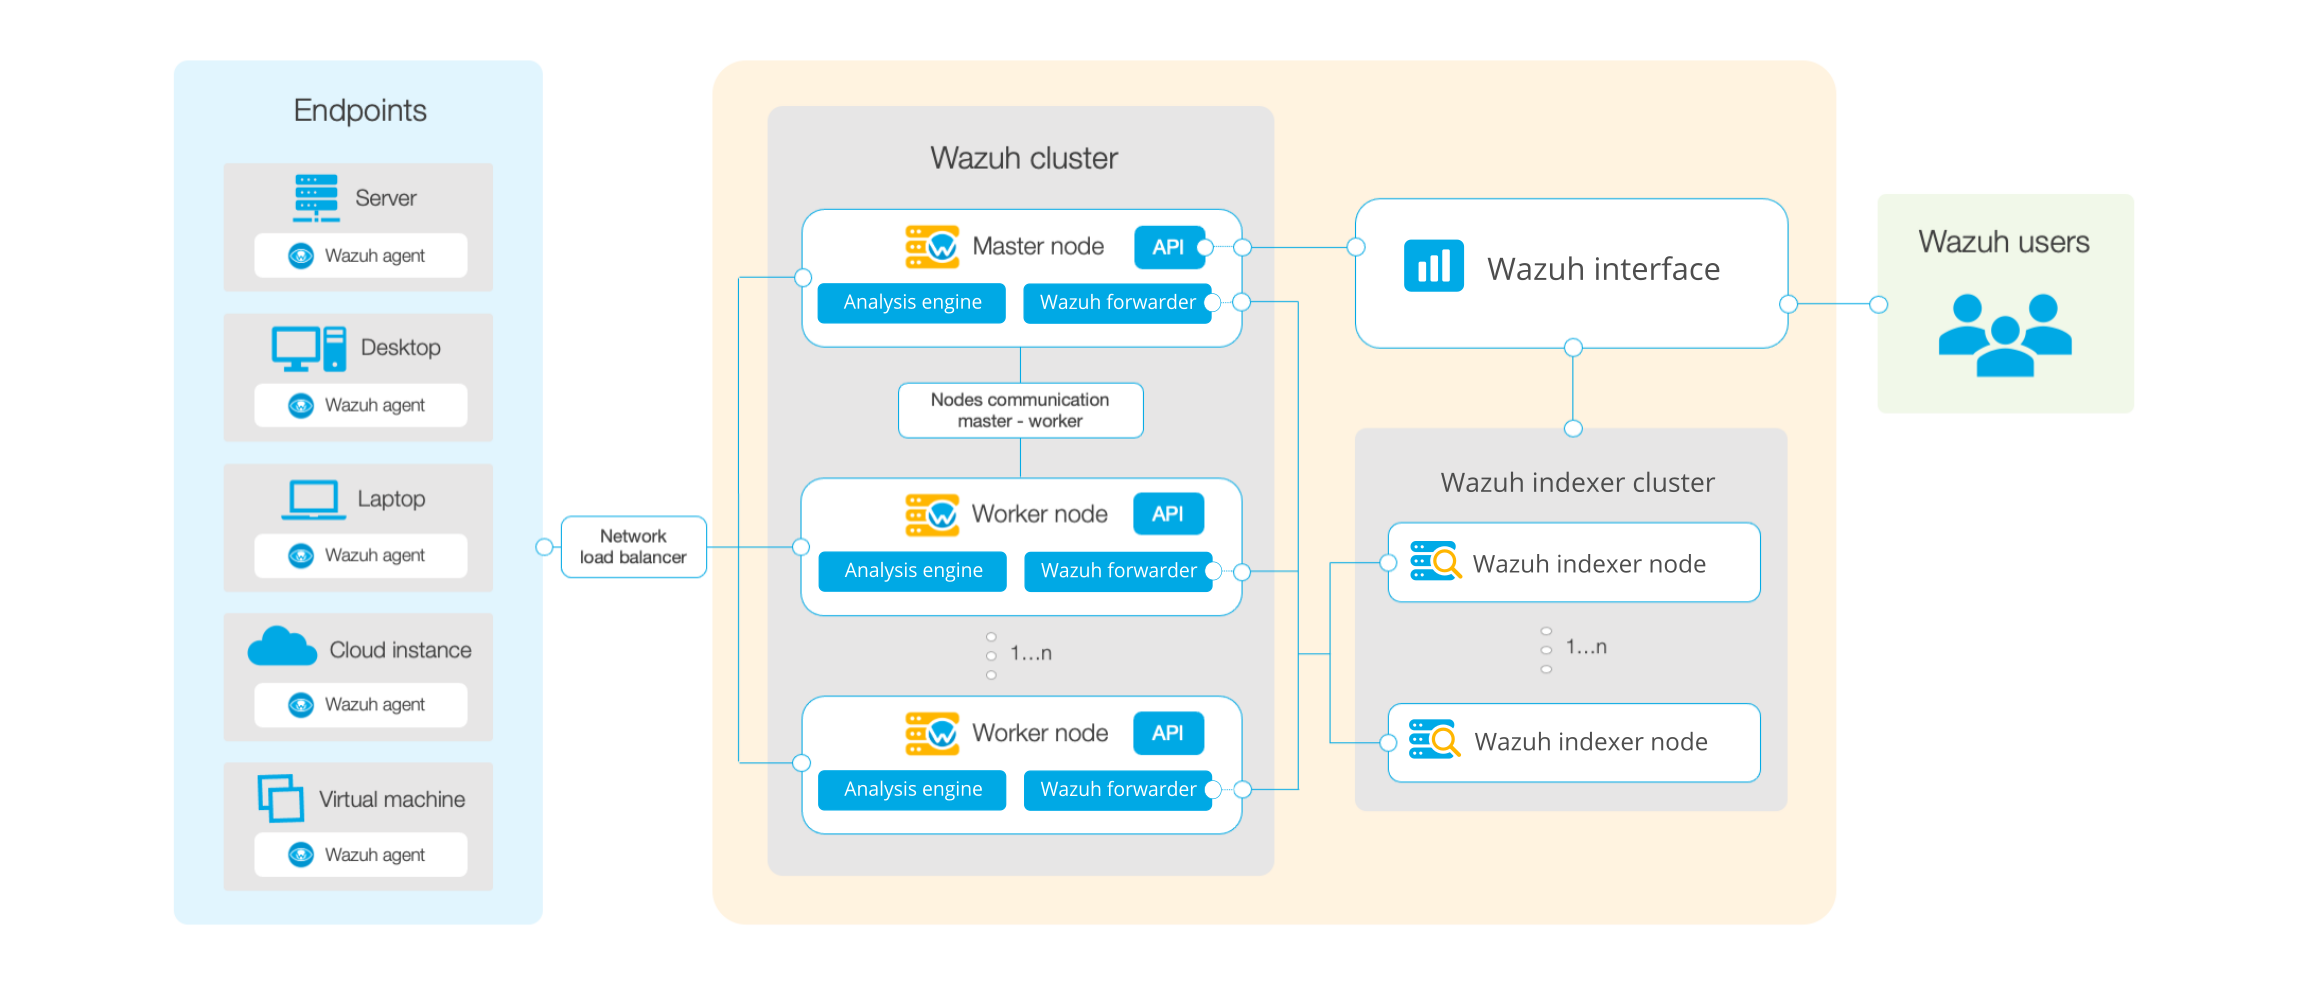 Endpoints
Server
Wazuh agent
Desktop
Wazuh agent
Laptop
Wazuh agent
Cloud instance
Wazuh agent
Virtual machine
Wazuh agent
Network
load balancer
Wazuh cluster
Master node
API
Analysis engine
Wazuh forwarder
Nodes communication
master - worker
Worker node
API
Analysis engine
Wazuh forwarder
1...n
Worker node
API
Analysis engine
Wazuh forwarder
Wazuh interface
Wazuh indexer cluster
Wazuh indexer node
1...n
Wazuh indexer node
Wazuh users